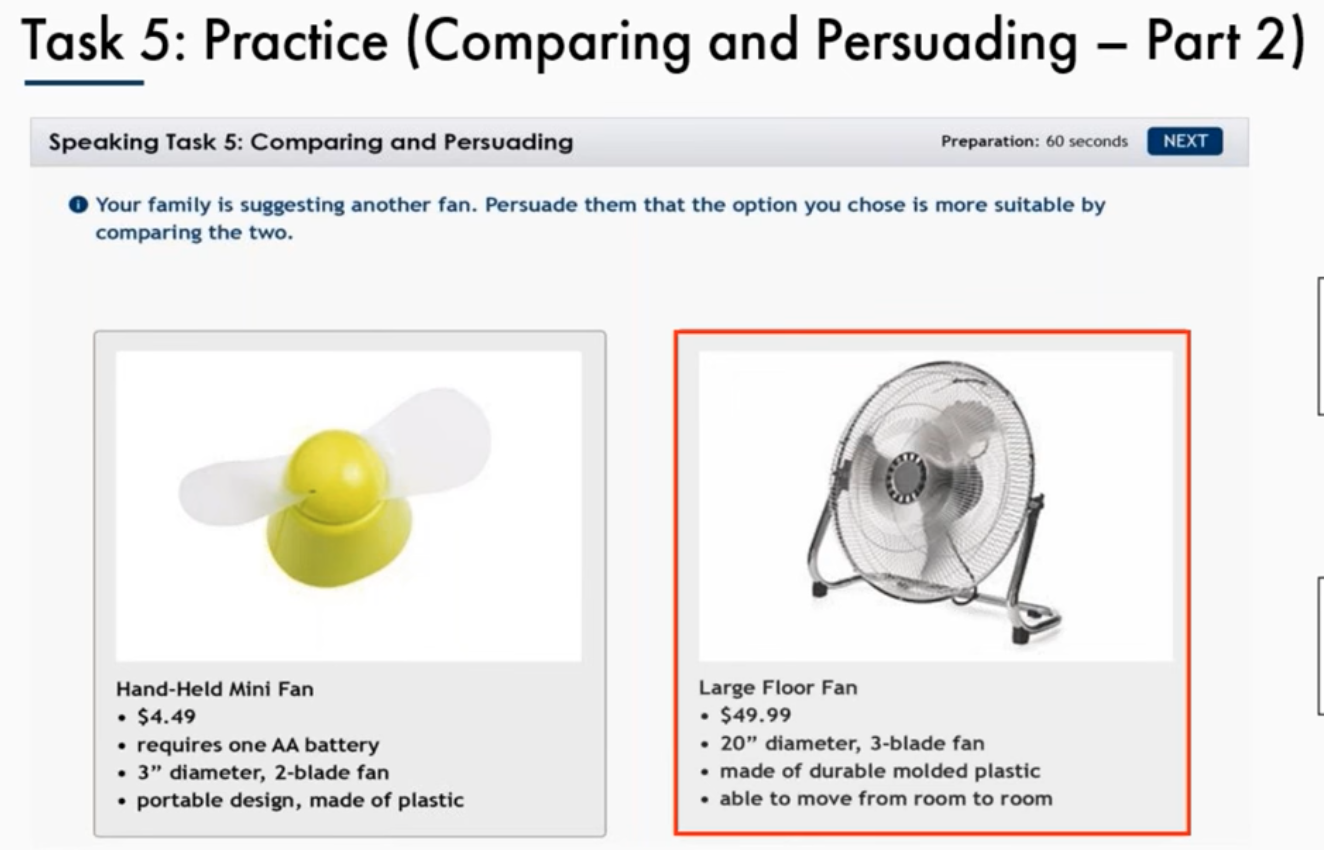 Task 5: Practice (Comparing and Persuading – Part 2)
Speaking Task 5: Comparing and Persuading
Preparation: 60 seconds
NEXT
Your family is suggesting another fan. Persuade them that the option you chose is more suitable by
comparing the two.
Hand-Held Mini Fan
• $4.49
• requires one AA battery
• 3” diameter, 2-blade fan
• portable design, made of plastic
Large Floor Fan
• $49.99
• 20” diameter, 3-blade fan
• made of durable molded plastic
• able to move from room to room